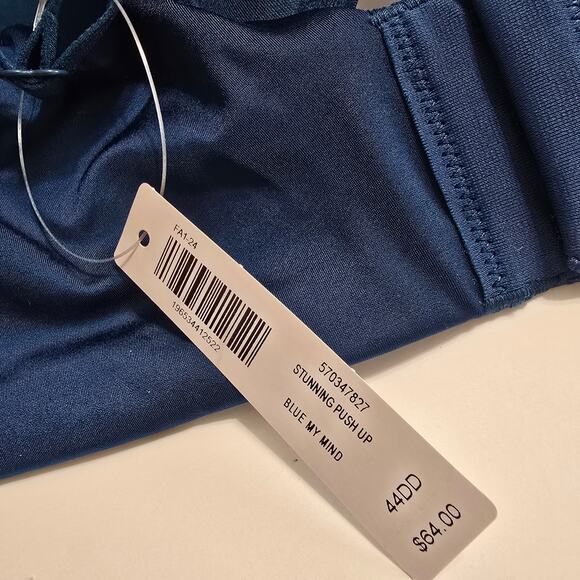 FA1-24
196534412522
570347827
STUNNING PUSH UP
BLUE MY MIND
44DD
$64.00